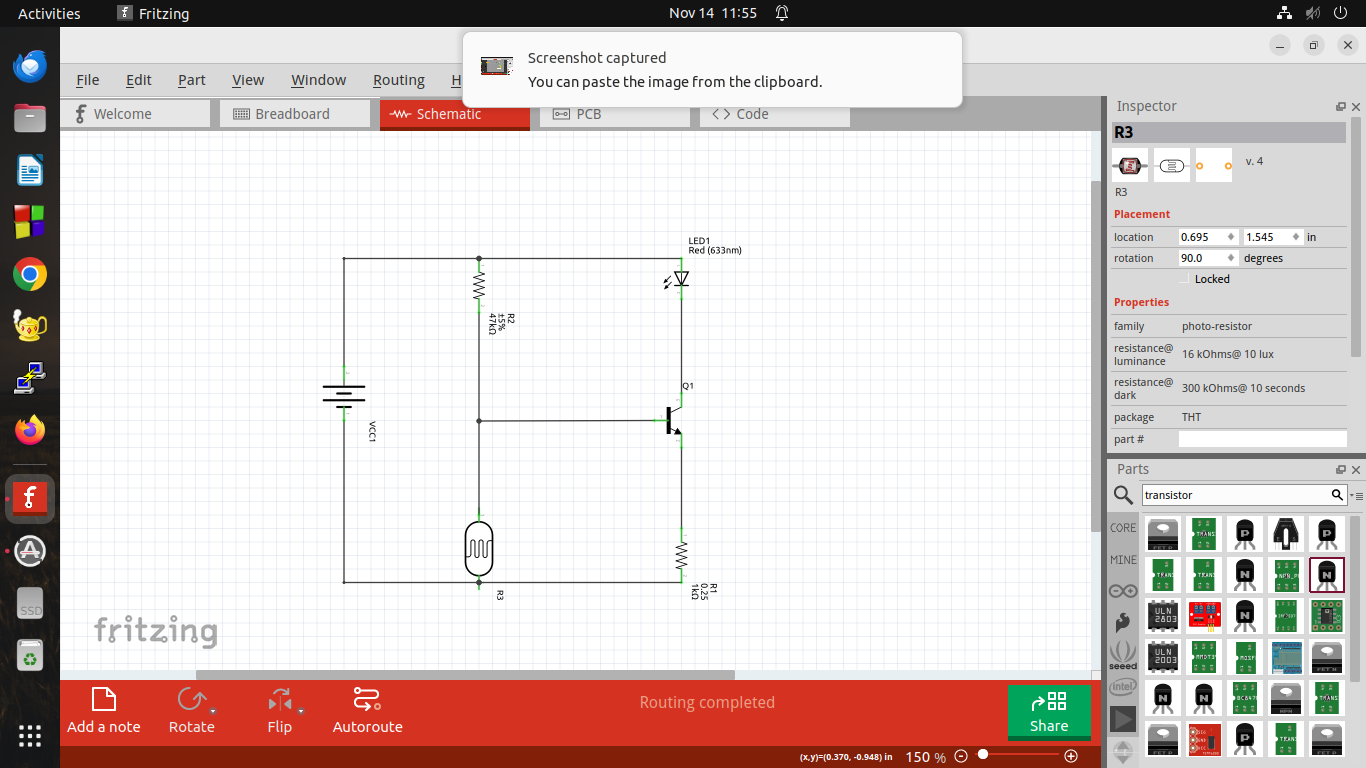 Activities
Fritzing
Nov 14 11:55
Screenshot captured
You can paste the image from the clipboard.
File Edit Part View Window Routing H
Welcome
Breadboard
Schematic
PCB
Code
LED1
Red (633nm)
R2
±5%
47kΩ
Q1
VCC1
R3
R1
0.25
1kΩ
fritzing
Inspector
R3
v. 4
R3
Placement
location 0.695 1.545 in
rotation 90.0 degrees
Locked
Properties
family photo-resistor
resistance@
luminance 16 kOhms@ 10 lux
resistance@
dark 300 kOhms@ 10 seconds
package THT
part #
Parts
transistor
CORE
MINE
seeed
intel
ULN
2803
ULN
2003
SSD
Add a note
Rotate
Flip
Autoroute
Routing completed
Share
(x,y)=(0.370, -0.948) in
150 %